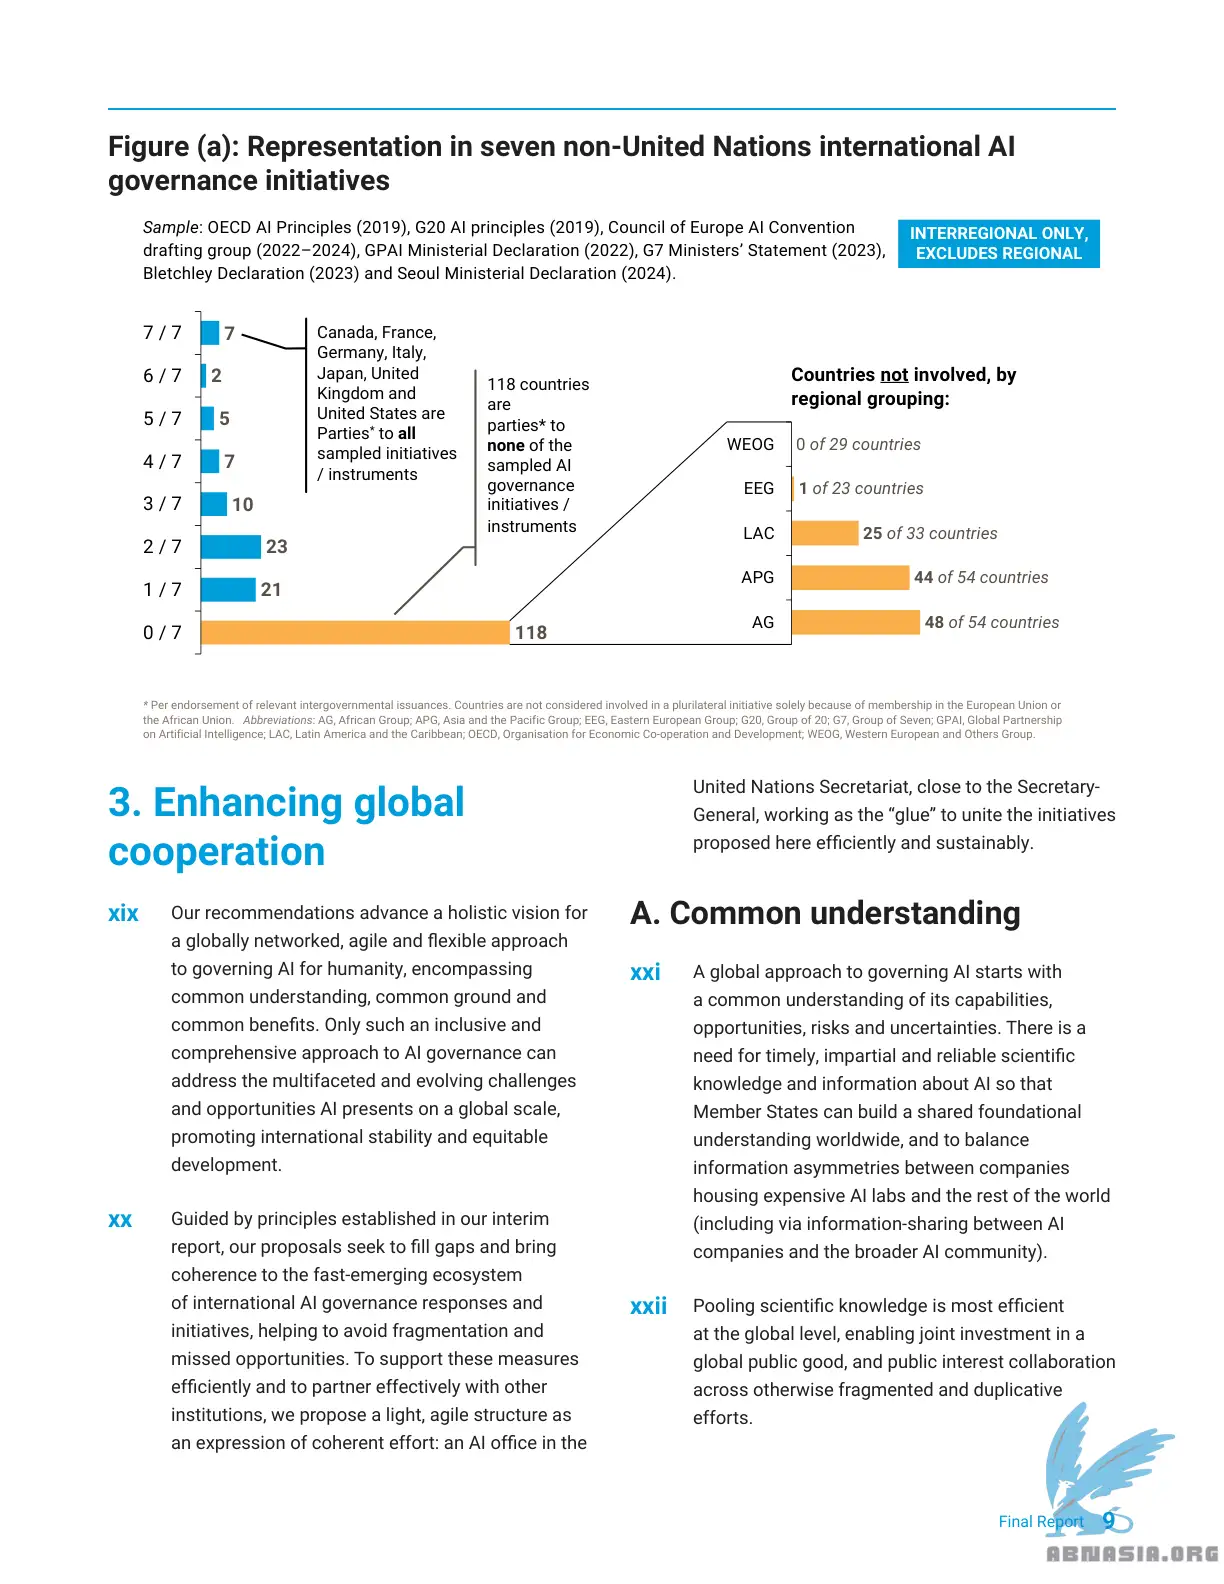 Figure (a): Representation in seven non-United Nations international AI
governance initiatives
Sample: OECD AI Principles (2019), G20 AI principles (2019), Council of Europe AI Convention
drafting group (2022–2024), GPAI Ministerial Declaration (2022), G7 Ministers’ Statement (2023),
Bletchley Declaration (2023) and Seoul Ministerial Declaration (2024).
INTERREGIONAL ONLY,
EXCLUDES REGIONAL
7 / 7 7
6 / 7 2
5 / 7 5
4 / 7 7
3 / 7 10
2 / 7 23
1 / 7 21
0 / 7 118
Canada, France,
Germany, Italy,
Japan, United
Kingdom and
United States are
Parties* to all
sampled initiatives
/ instruments
118 countries
are
parties* to
none of the
sampled AI
governance
initiatives /
instruments
Countries not involved, by
regional grouping:
WEOG 0 of 29 countries
EEG 1 of 23 countries
LAC 25 of 33 countries
APG 44 of 54 countries
AG 48 of 54 countries
* Per endorsement of relevant intergovernmental issuances. Countries are not considered involved in a plurilateral initiative solely because of membership in the European Union or
the African Union. Abbreviations: AG, African Group; APG, Asia and the Pacific Group; EEG, Eastern European Group; G20, Group of 20; G7, Group of Seven; GPAI, Global Partnership
on Artificial Intelligence; LAC, Latin America and the Caribbean; OECD, Organisation for Economic Co-operation and Development; WEOG, Western European and Others Group.
3. Enhancing global
cooperation
xix Our recommendations advance a holistic vision for
a globally networked, agile and flexible approach
to governing AI for humanity, encompassing
common understanding, common ground and
common benefits. Only such an inclusive and
comprehensive approach to AI governance can
address the multifaceted and evolving challenges
and opportunities AI presents on a global scale,
promoting international stability and equitable
development.
xx Guided by principles established in our interim
report, our proposals seek to fill gaps and bring
coherence to the fast-emerging ecosystem
of international AI governance responses and
initiatives, helping to avoid fragmentation and
missed opportunities. To support these measures
efficiently and to partner effectively with other
institutions, we propose a light, agile structure as
an expression of coherent effort: an AI office in the
United Nations Secretariat, close to the Secretary-
General, working as the “glue” to unite the initiatives
proposed here efficiently and sustainably.
A. Common understanding
xxi A global approach to governing AI starts with
a common understanding of its capabilities,
opportunities, risks and uncertainties. There is a
need for timely, impartial and reliable scientific
knowledge and information about AI so that
Member States can build a shared foundational
understanding worldwide, and to balance
information asymmetries between companies
housing expensive AI labs and the rest of the world
(including via information-sharing between AI
companies and the broader AI community).
xxii Pooling scientific knowledge is most efficient
at the global level, enabling joint investment in a
global public good, and public interest collaboration
across otherwise fragmented and duplicative
efforts.
Final Report 9
ABNASIA.ORG